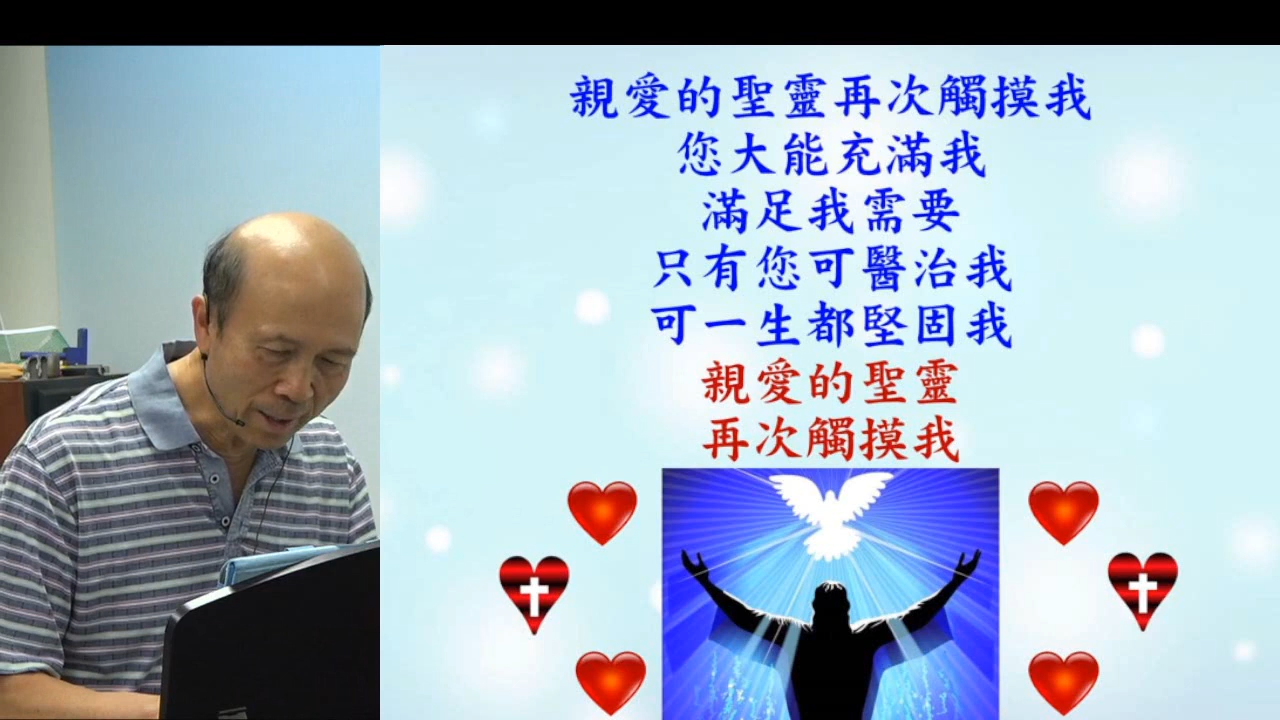 親愛的聖靈再次觸摸我
您大能充滿我
滿足我需要
只有您可醫治我
可一生都堅固我
親愛的聖靈
再次觸摸我